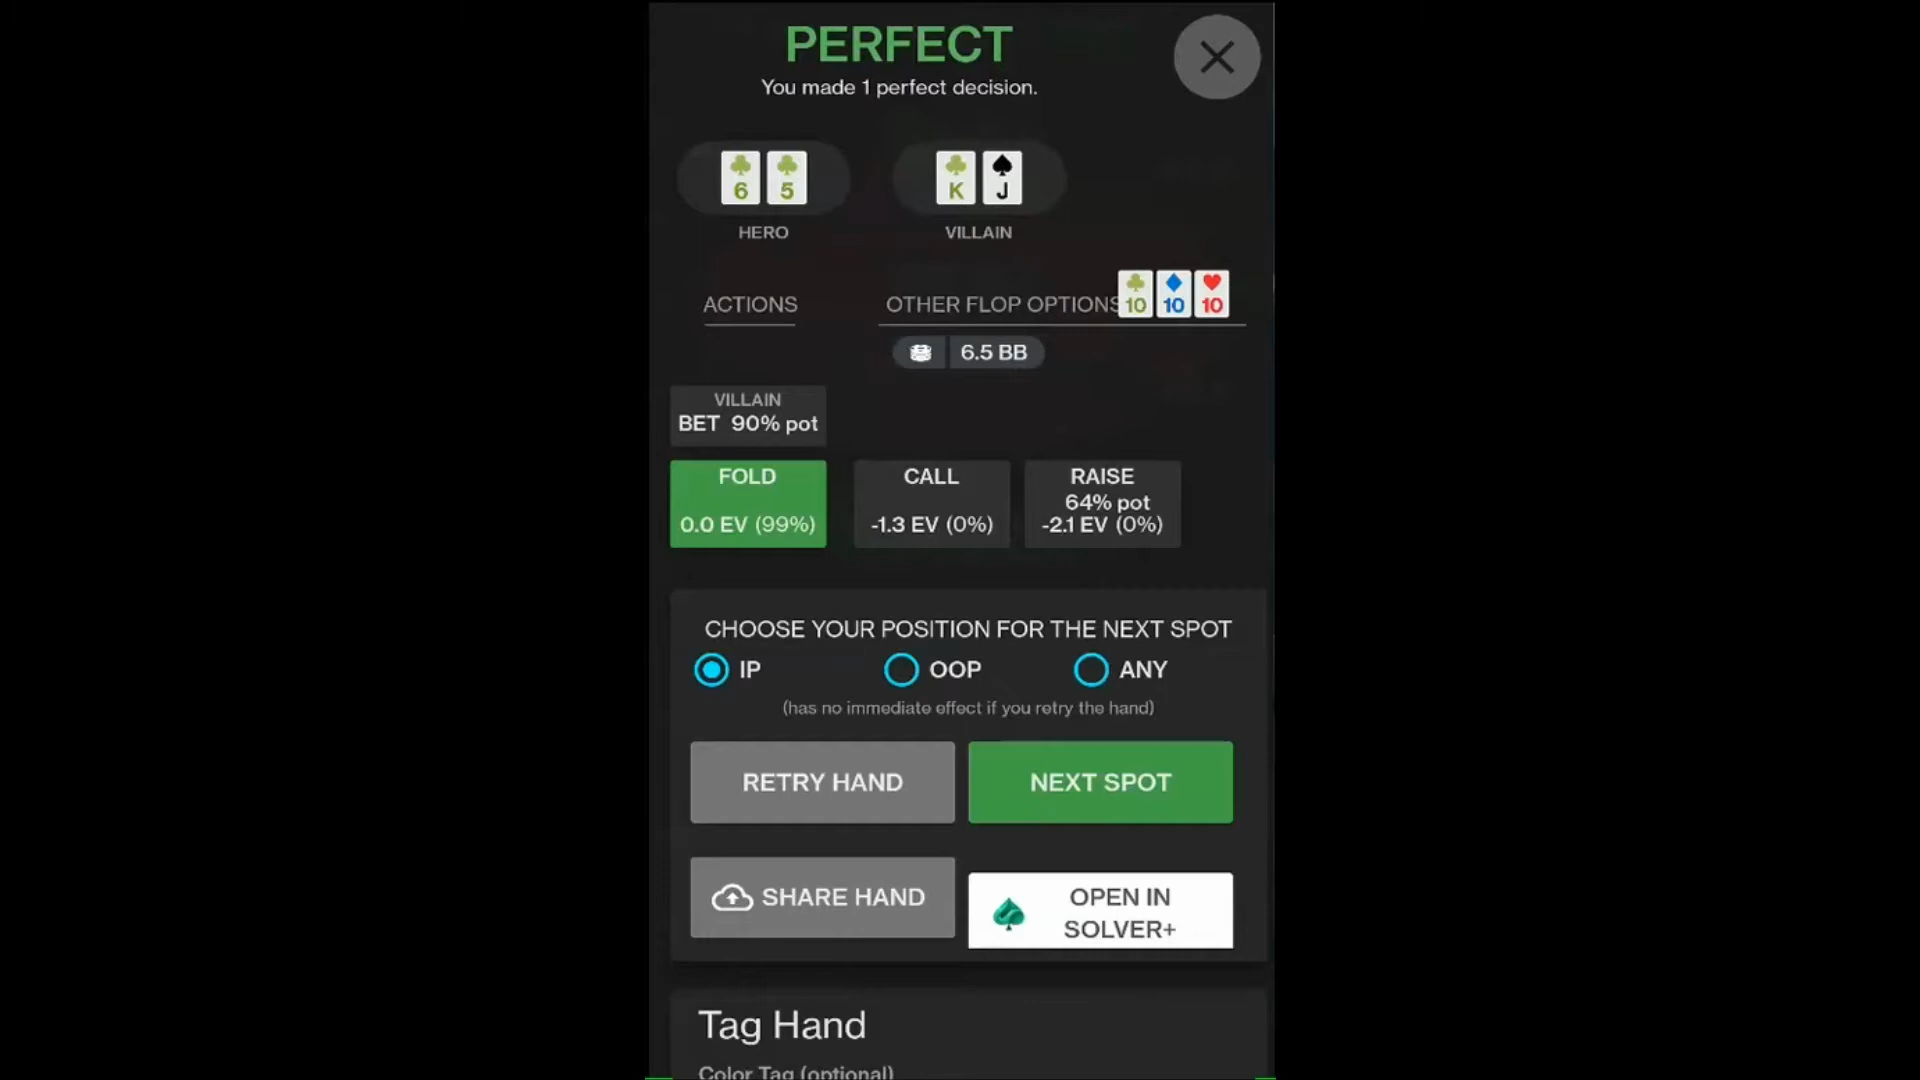 PERFECT
You made 1 perfect decision.
6 5
K J
HERO
VILLAIN
ACTIONS
OTHER FLOP OPTIONS
10 10 10
6.5 BB
VILLAIN
BET 90% pot
FOLD
0.0 EV (99%)
CALL
-1.3 EV (0%)
RAISE
64% pot
-2.1 EV (0%)
CHOOSE YOUR POSITION FOR THE NEXT SPOT
IP
OOP
ANY
(has no immediate effect if you retry the hand)
RETRY HAND
NEXT SPOT
SHARE HAND
OPEN IN
SOLVER+
Tag Hand
Color Tag (optional)